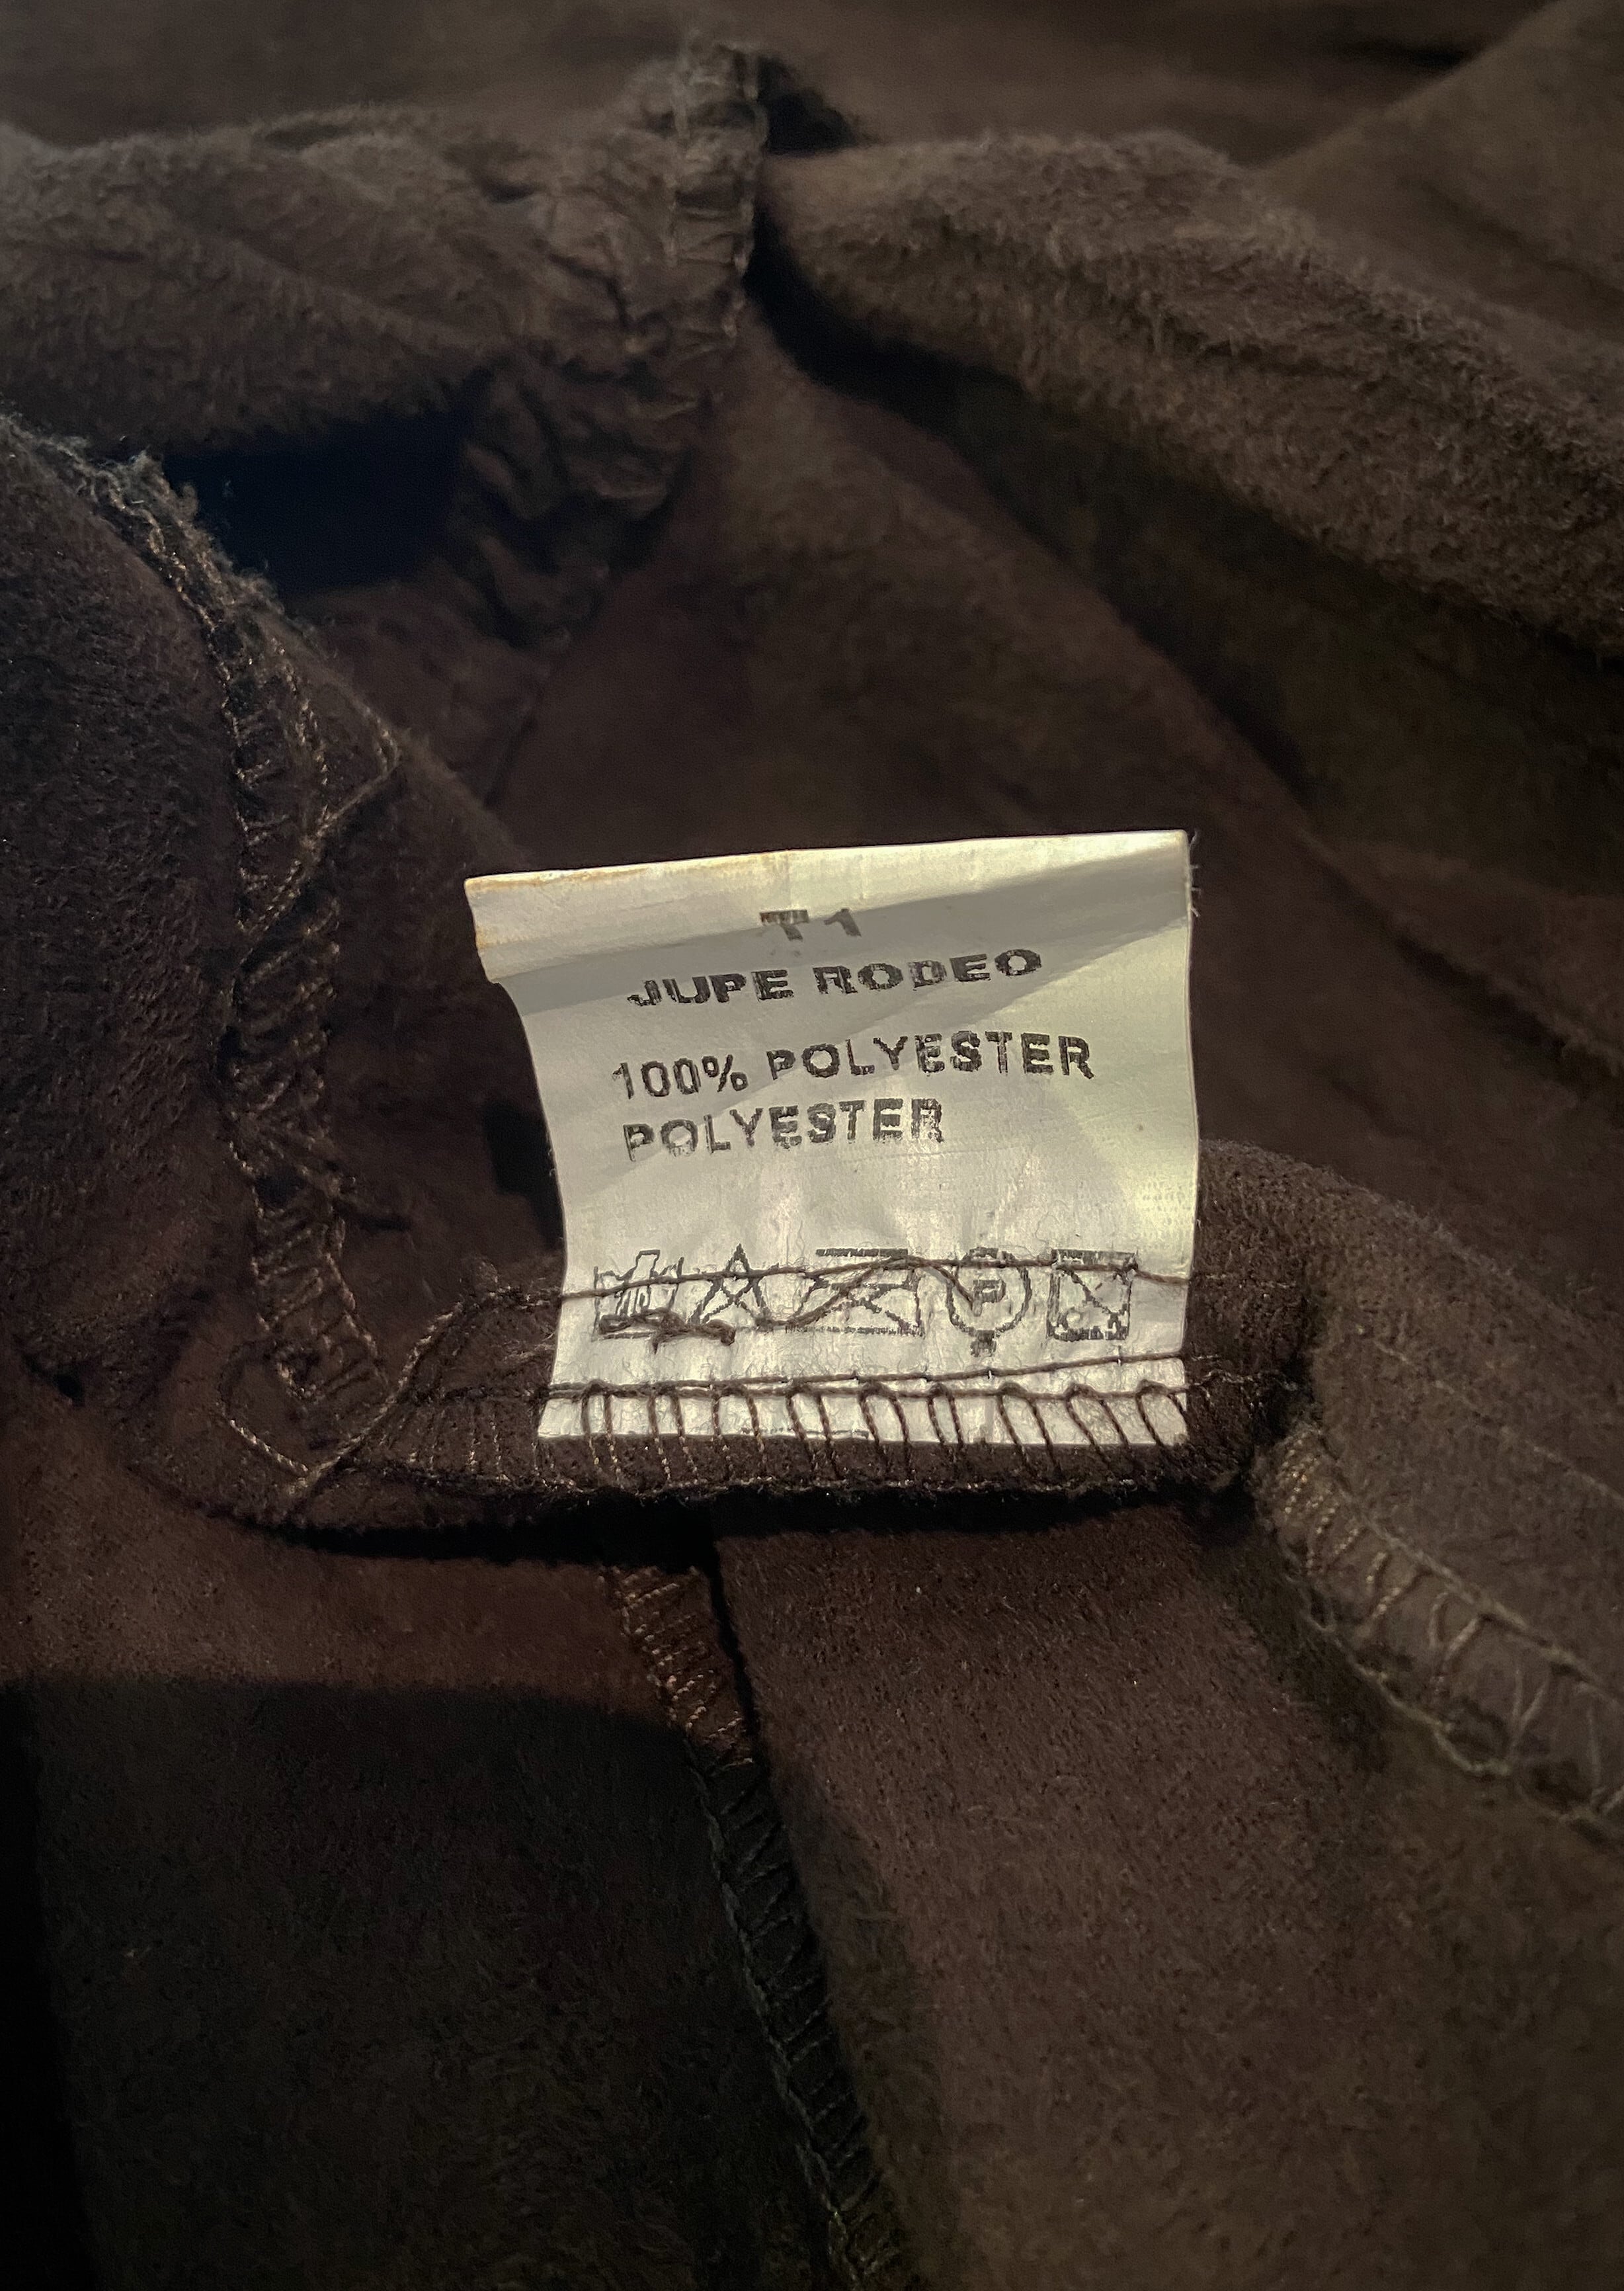 T1
JUPE RODEO
100% POLYESTER
POLYESTER
P